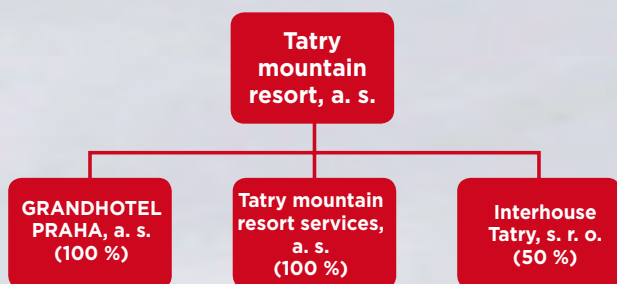 Tatry
mountain
resort, a. s.
GRANDHOTEL
PRAHA, a. s.
(100 %)
Tatry mountain
resort services,
a. s.
(100 %)
Interhouse
Tatry, s. r. o.
(50 %)